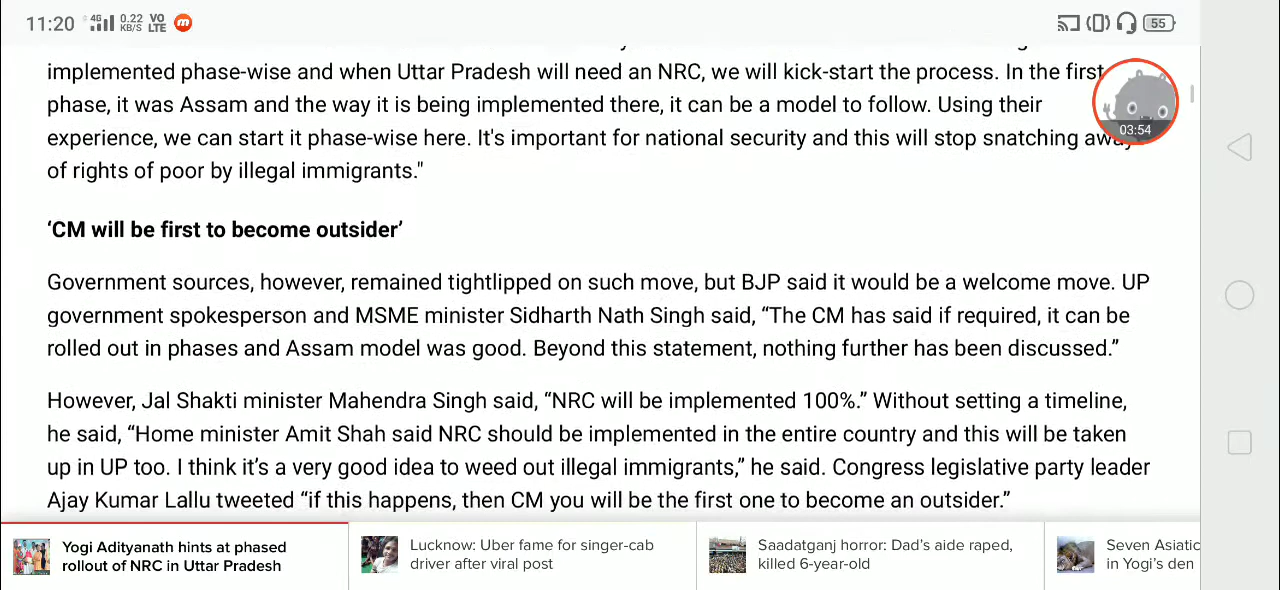 11:20 4G 0.22 KB/S VO LTE m 55
implemented phase-wise and when Uttar Pradesh will need an NRC, we will kick-start the process. In the first
phase, it was Assam and the way it is being implemented there, it can be a model to follow. Using their
03:54
experience, we can start it phase-wise here. It's important for national security and this will stop snatching away
of rights of poor by illegal immigrants."
‘CM will be first to become outsider’
Government sources, however, remained tightlipped on such move, but BJP said it would be a welcome move. UP
government spokesperson and MSME minister Sidharth Nath Singh said, “The CM has said if required, it can be
rolled out in phases and Assam model was good. Beyond this statement, nothing further has been discussed.”
However, Jal Shakti minister Mahendra Singh said, “NRC will be implemented 100%.” Without setting a timeline,
he said, “Home minister Amit Shah said NRC should be implemented in the entire country and this will be taken
up in UP too. I think it’s a very good idea to weed out illegal immigrants,” he said. Congress legislative party leader
Ajay Kumar Lallu tweeted “if this happens, then CM you will be the first one to become an outsider.”
Yogi Adityanath hints at phased
rollout of NRC in Uttar Pradesh
Lucknow: Uber fame for singer-cab
driver after viral post
Saadatganj horror: Dad’s aide raped,
killed 6-year-old
Seven Asiatic
in Yogi’s den